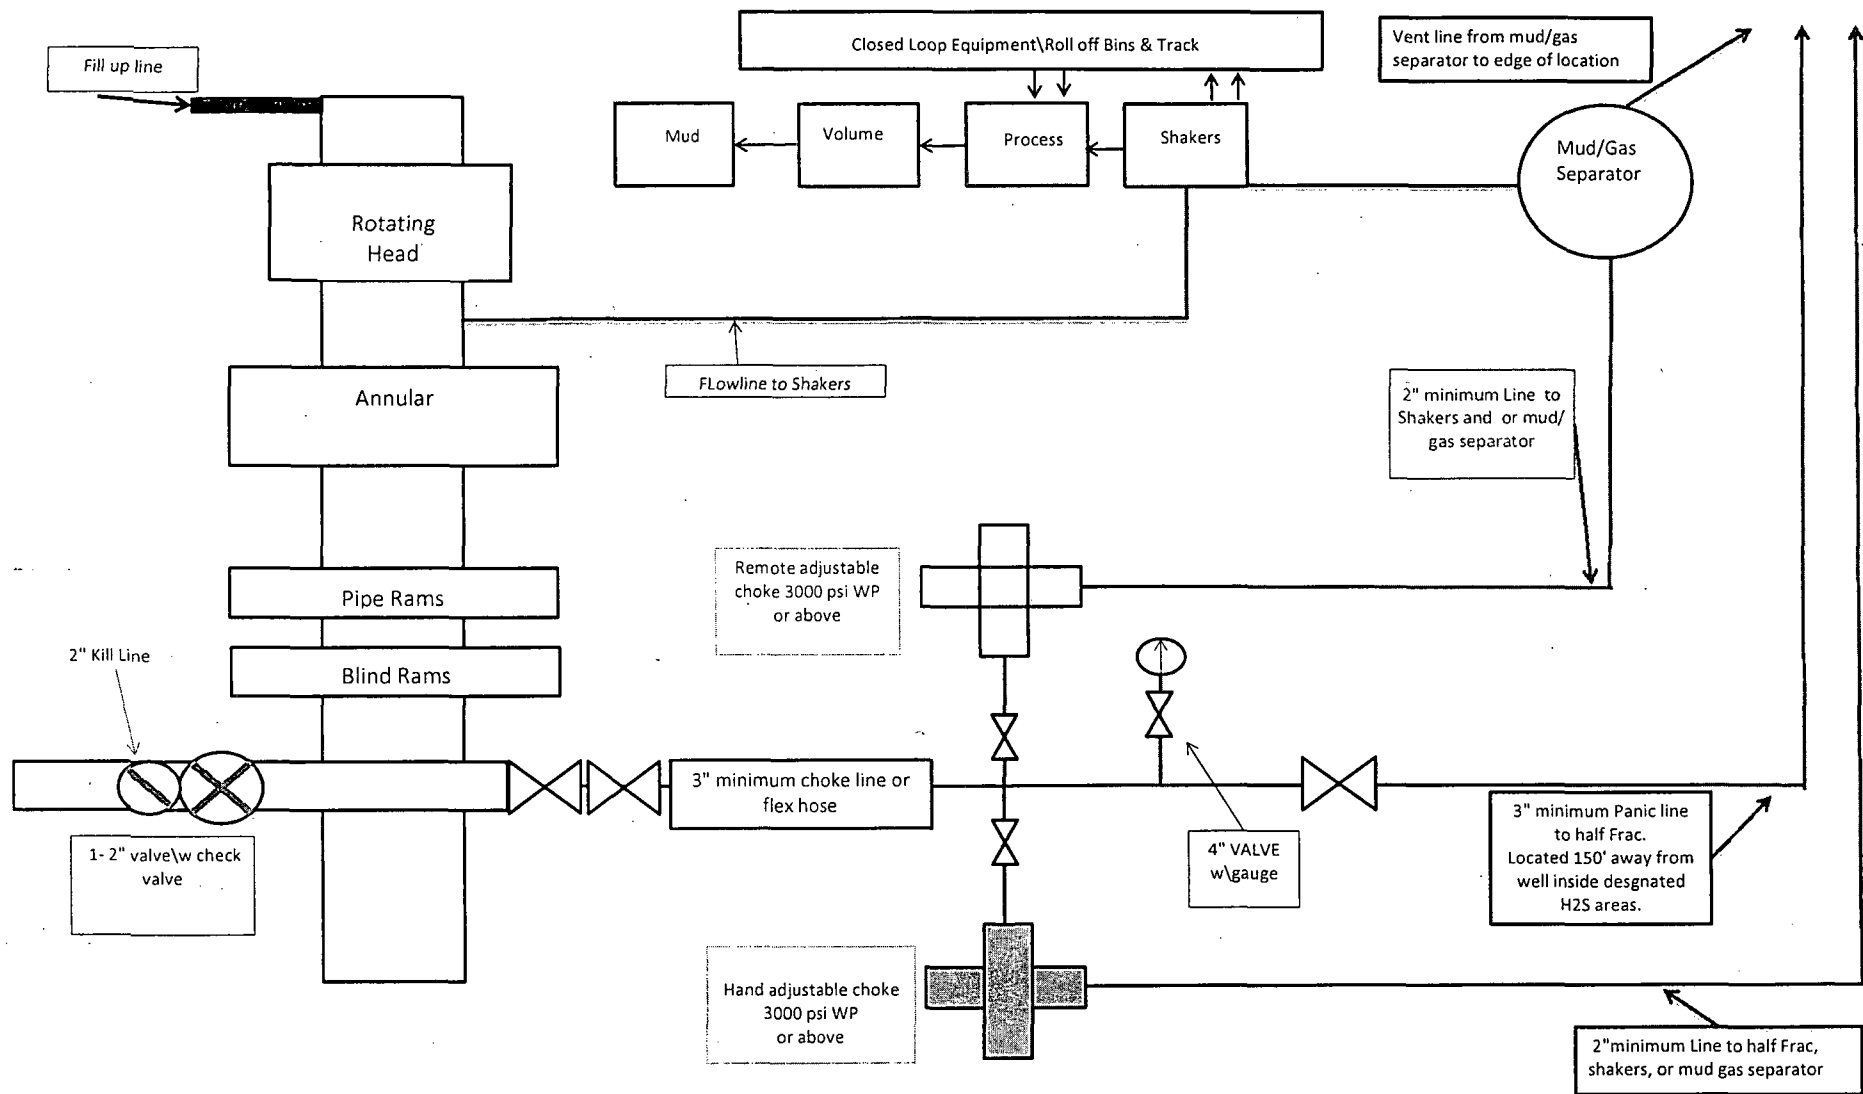 Fill up line
Closed Loop Equipment\Roll off Bins & Track
Vent line from mud/gas
separator to edge of location
Mud
Volume
Process
Shakers
Mud/Gas
Separator
Rotating
Head
FLowline to Shakers
Annular
2" minimum Line to
Shakers and or mud/
gas separator
Remote adjustable
choke 3000 psi WP
or above
Pipe Rams
2" Kill Line
Blind Rams
3" minimum choke line or
flex hose
1- 2" valve\w check
valve
4" VALVE
w\gauge
3" minimum Panic line
to half Frac.
Located 150' away from
well inside desgnated
H2S areas.
Hand adjustable choke
3000 psi WP
or above
2"minimum Line to half Frac,
shakers, or mud gas separator